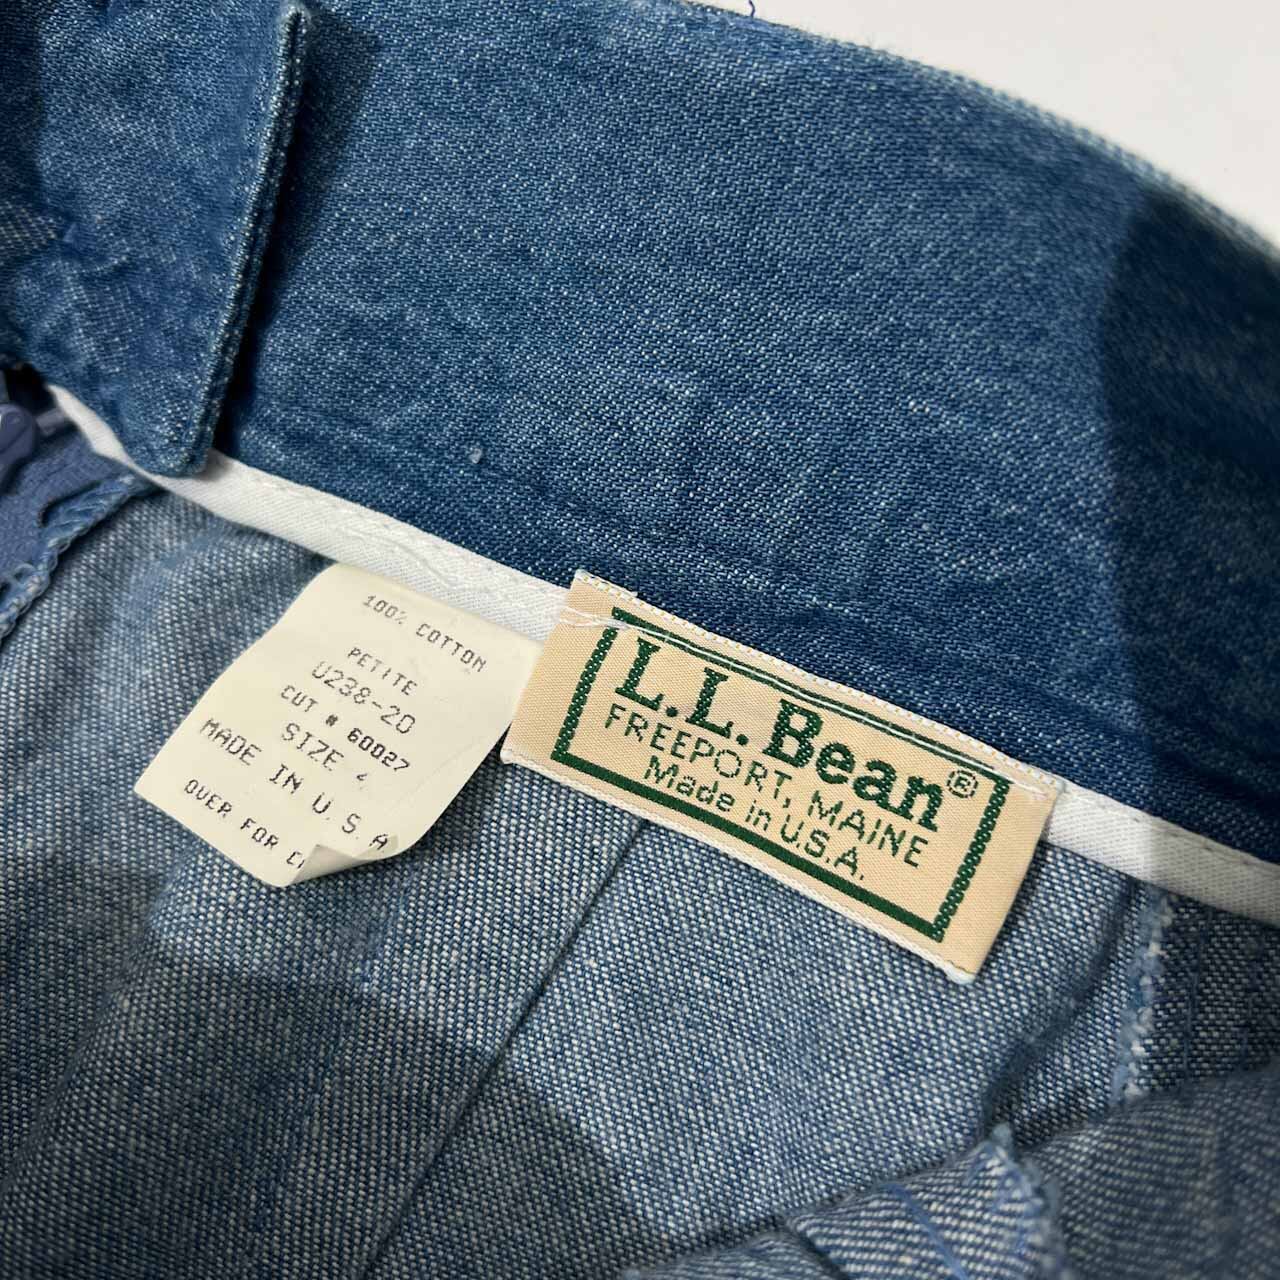 100% COTTON
PETITE
U238-20
CUT # 60027
SIZE 4
MADE IN U.S.A
OVER FOR
L.L.Bean®
FREEPORT, MAINE
Made in U.S.A.